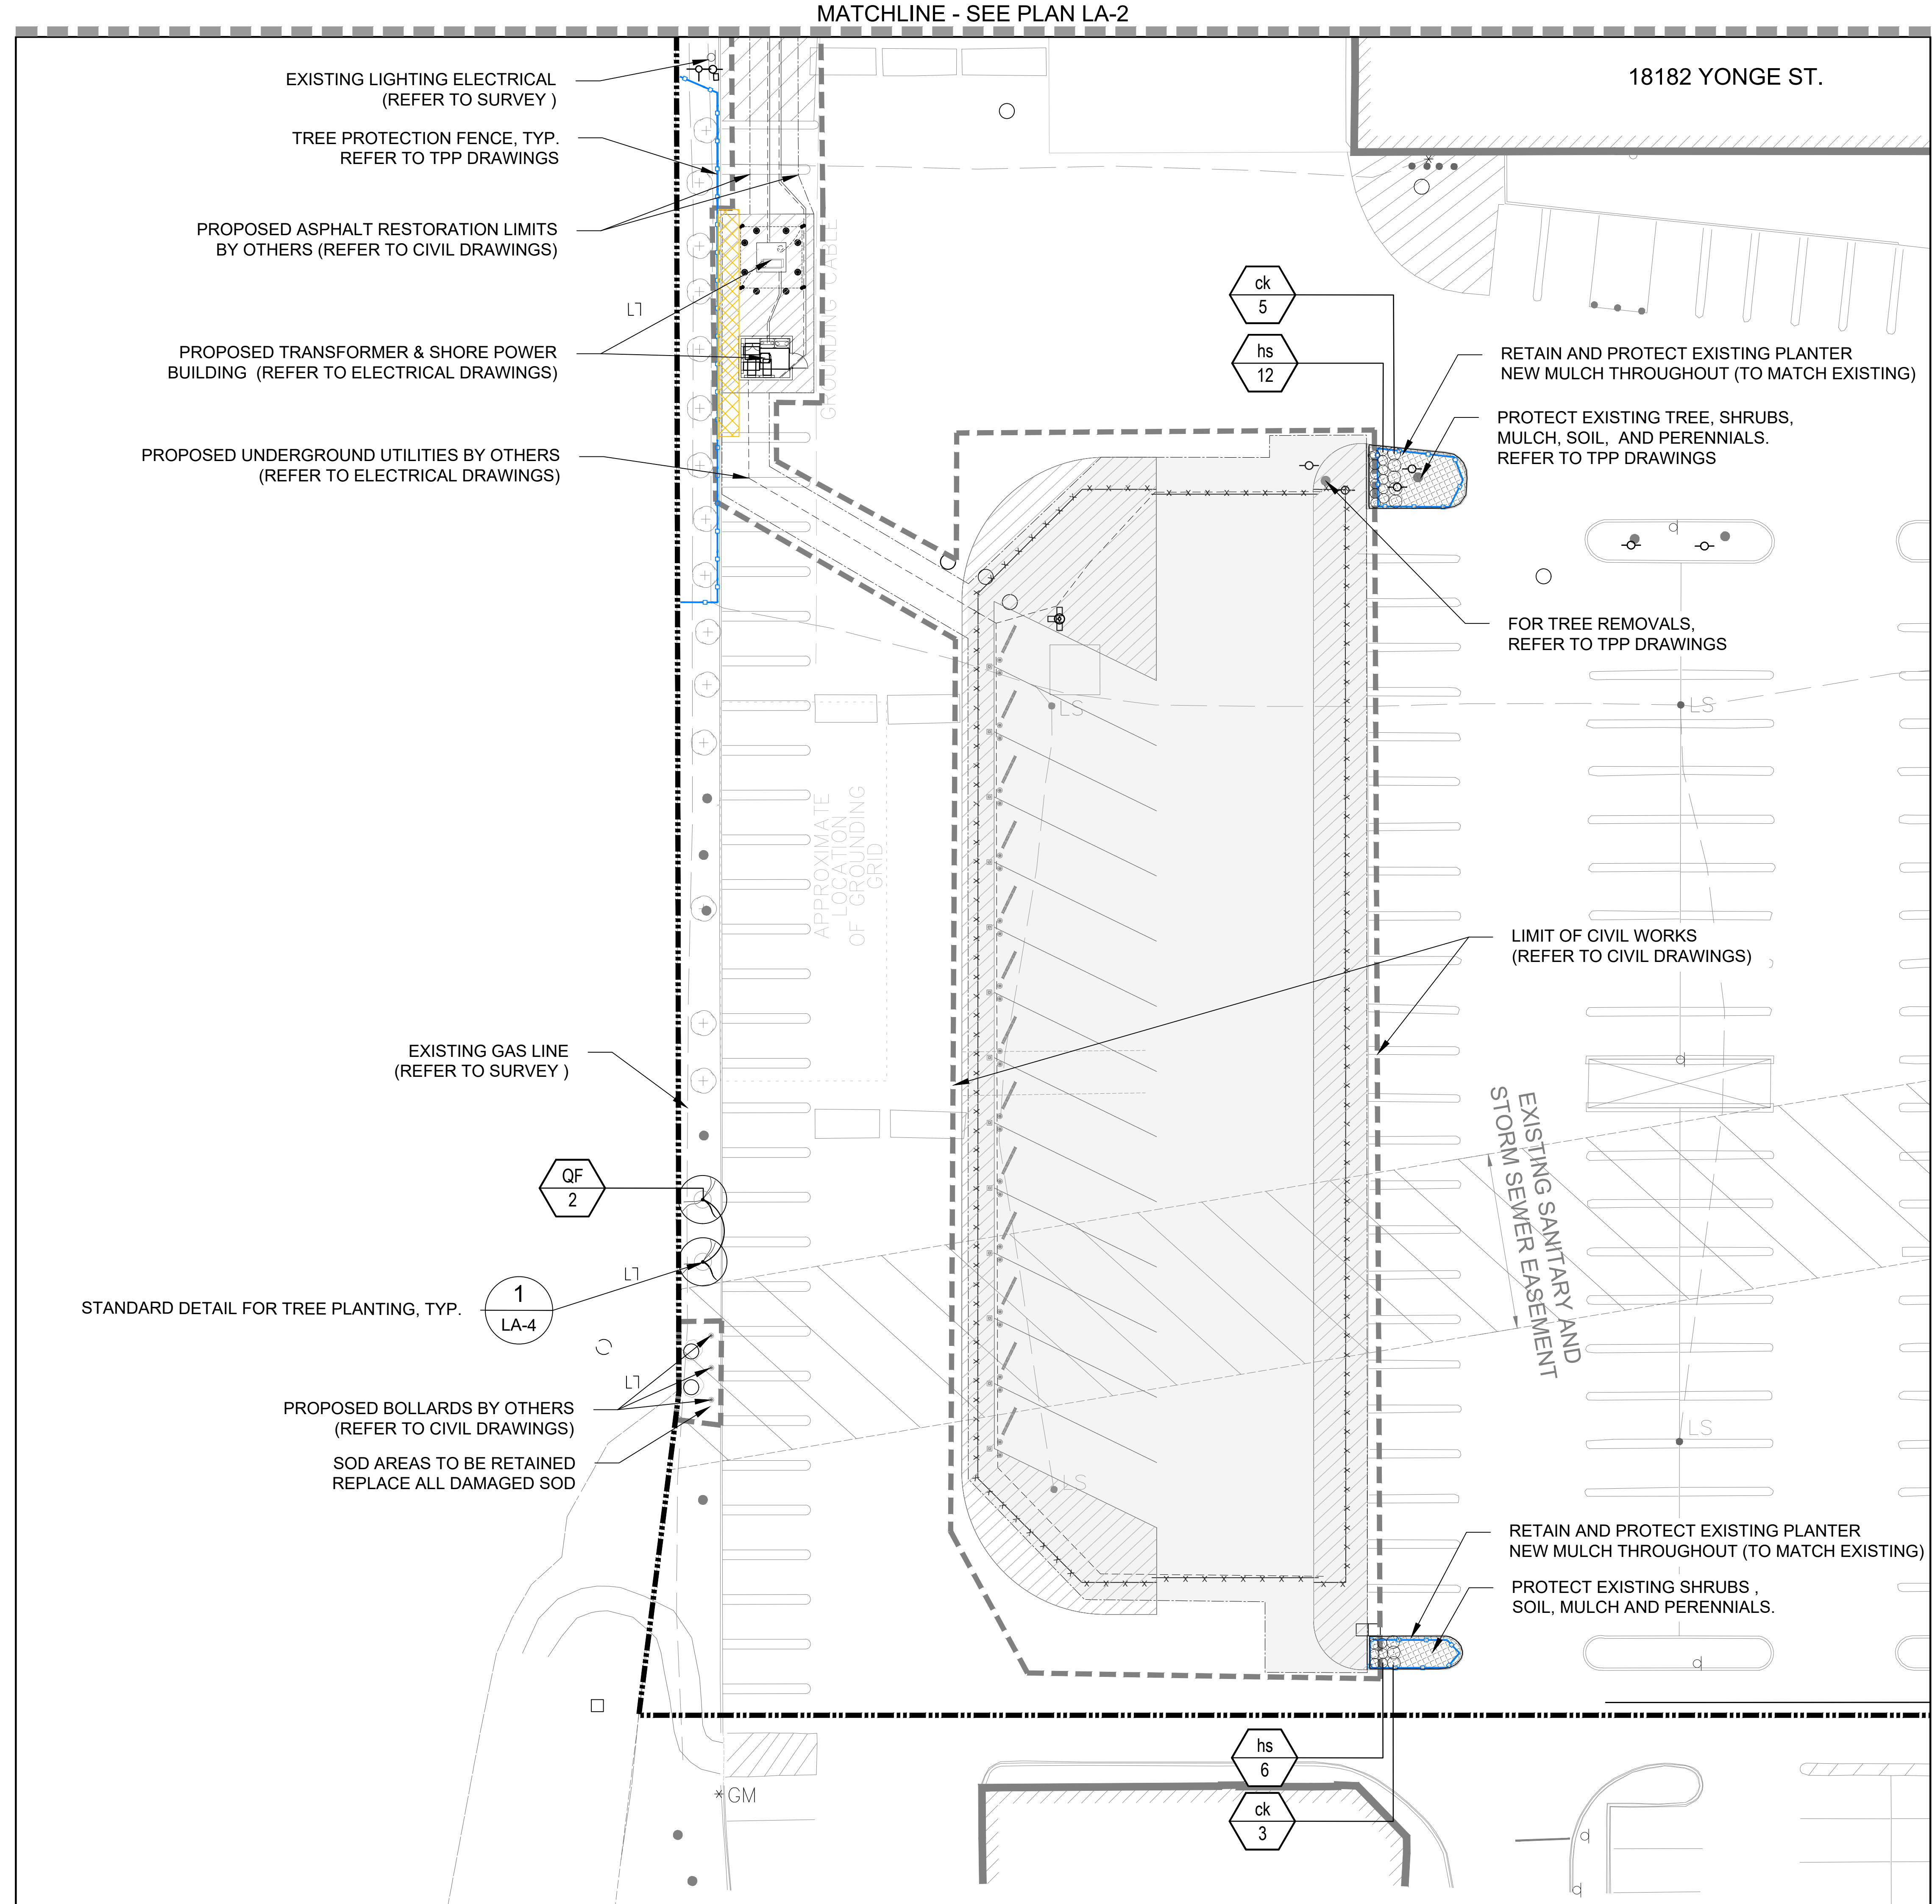 MATCHLINE - SEE PLAN LA-2
18182 YONGE ST.
EXISTING LIGHTING ELECTRICAL
(REFER TO SURVEY )
TREE PROTECTION FENCE, TYP.
REFER TO TPP DRAWINGS
PROPOSED ASPHALT RESTORATION LIMITS
BY OTHERS (REFER TO CIVIL DRAWINGS)
PROPOSED TRANSFORMER & SHORE POWER
BUILDING (REFER TO ELECTRICAL DRAWINGS)
PROPOSED UNDERGROUND UTILITIES BY OTHERS
(REFER TO ELECTRICAL DRAWINGS)
GROUNDING CABLE
ck
5
hs
12
RETAIN AND PROTECT EXISTING PLANTER
NEW MULCH THROUGHOUT (TO MATCH EXISTING)
PROTECT EXISTING TREE, SHRUBS,
MULCH, SOIL, AND PERENNIALS.
REFER TO TPP DRAWINGS
FOR TREE REMOVALS,
REFER TO TPP DRAWINGS
LS
LS
APPROXIMATE
LOCATION
OF GROUNDING
GRID
LIMIT OF CIVIL WORKS
(REFER TO CIVIL DRAWINGS)
EXISTING GAS LINE
(REFER TO SURVEY )
QF
2
EXISTING SANITARY AND
STORM SEWER EASEMENT
STANDARD DETAIL FOR TREE PLANTING, TYP.
1
LA-4
PROPOSED BOLLARDS BY OTHERS
(REFER TO CIVIL DRAWINGS)
SOD AREAS TO BE RETAINED
REPLACE ALL DAMAGED SOD
LS
LS
RETAIN AND PROTECT EXISTING PLANTER
NEW MULCH THROUGHOUT (TO MATCH EXISTING)
PROTECT EXISTING SHRUBS ,
SOIL, MULCH AND PERENNIALS.
hs
6
ck
3
GM